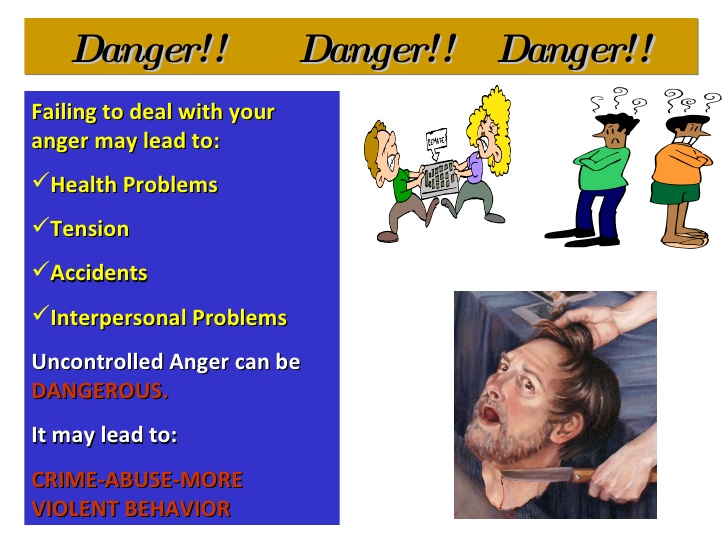 Danger!! Danger!! Danger!!
Failing to deal with your
anger may lead to:
✓Health Problems
✓Tension
✓Accidents
✓Interpersonal Problems
Uncontrolled Anger can be
DANGEROUS.
It may lead to:
CRIME-ABUSE-MORE
VIOLENT BEHAVIOR